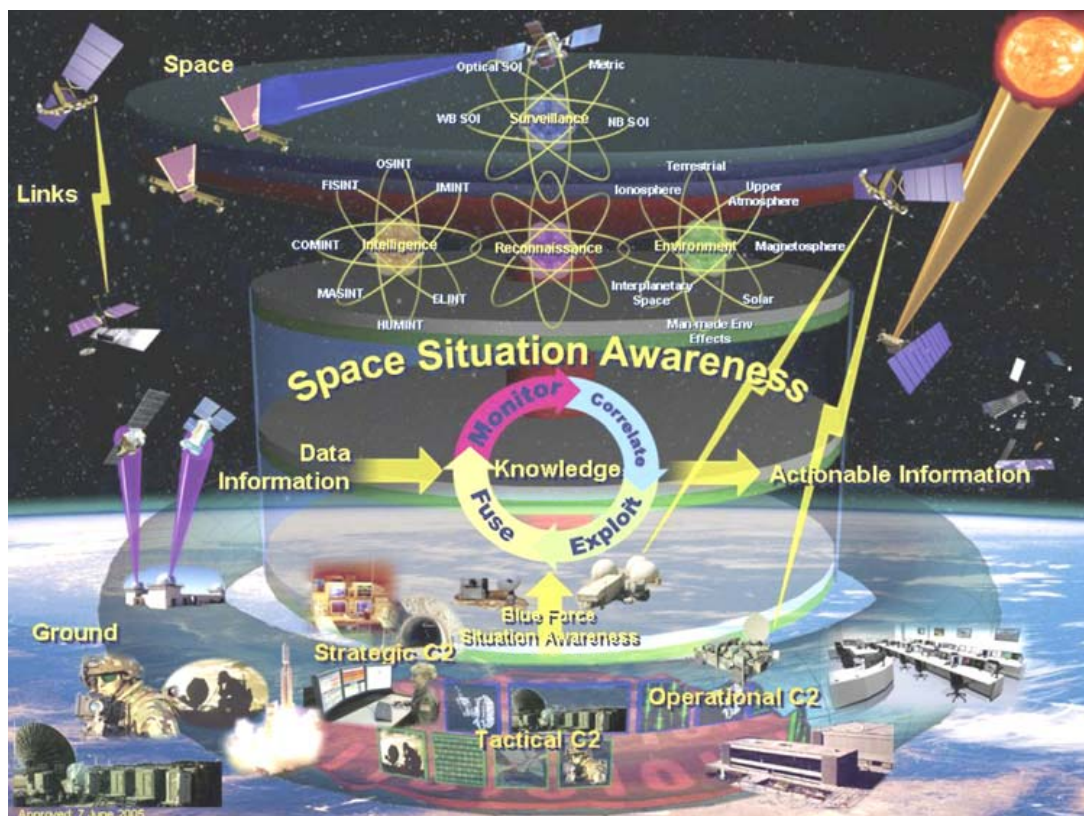 Space
Optical SOI
Metric
WB SOI
Surveillance
NB SOI
Links
OSINT
FISINT
IMINT
COMINT
Intelligence
MASINT
ELINT
HUMINT
Reconnaissance
Terrestrial
Ionosphere
Upper
Atmosphere
Environment
Magnetosphere
Interplanetary
Space
Solar
Man-made Env
Effects
Space Situation Awareness
Monitor
Correlate
Data
Information
Knowledge
Actionable Information
Fuse
Exploit
Blue Force
Situation Awareness
Ground
Strategic C2
Operational C2
Tactical C2
Approved: 7 June 2005